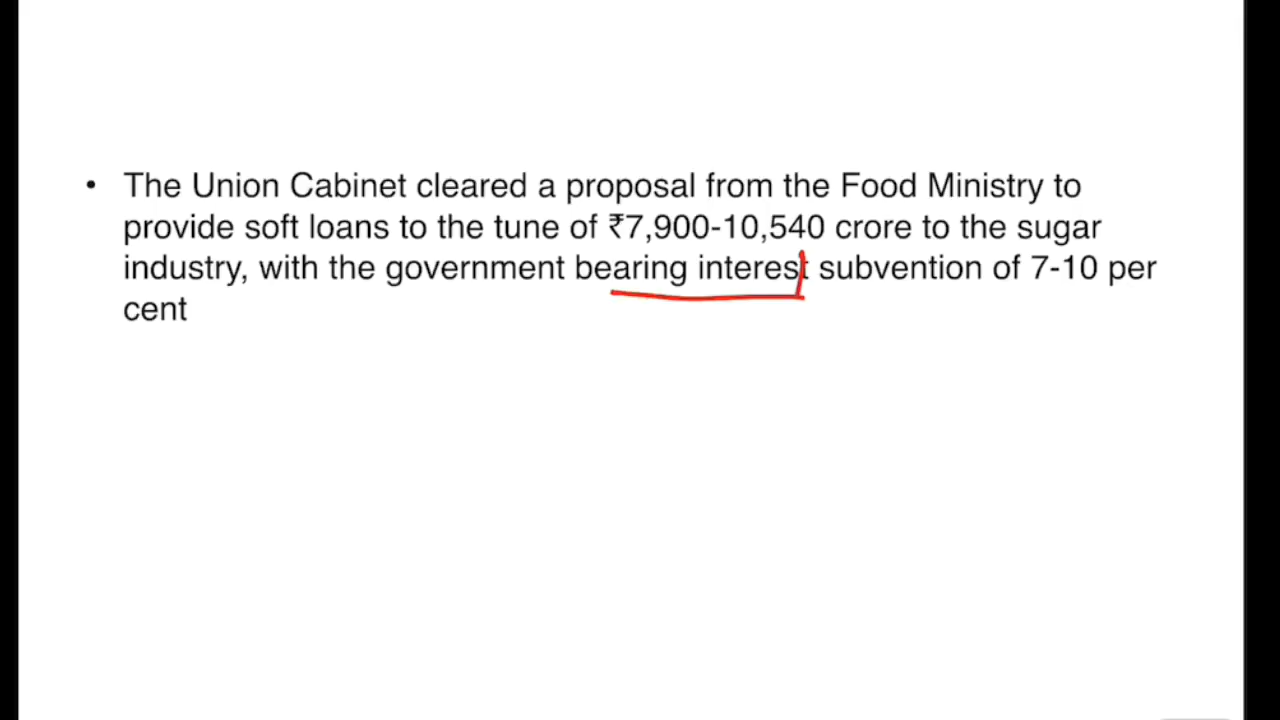 • The Union Cabinet cleared a proposal from the Food Ministry to
provide soft loans to the tune of ₹7,900-10,540 crore to the sugar
industry, with the government bearing interest subvention of 7-10 per
cent